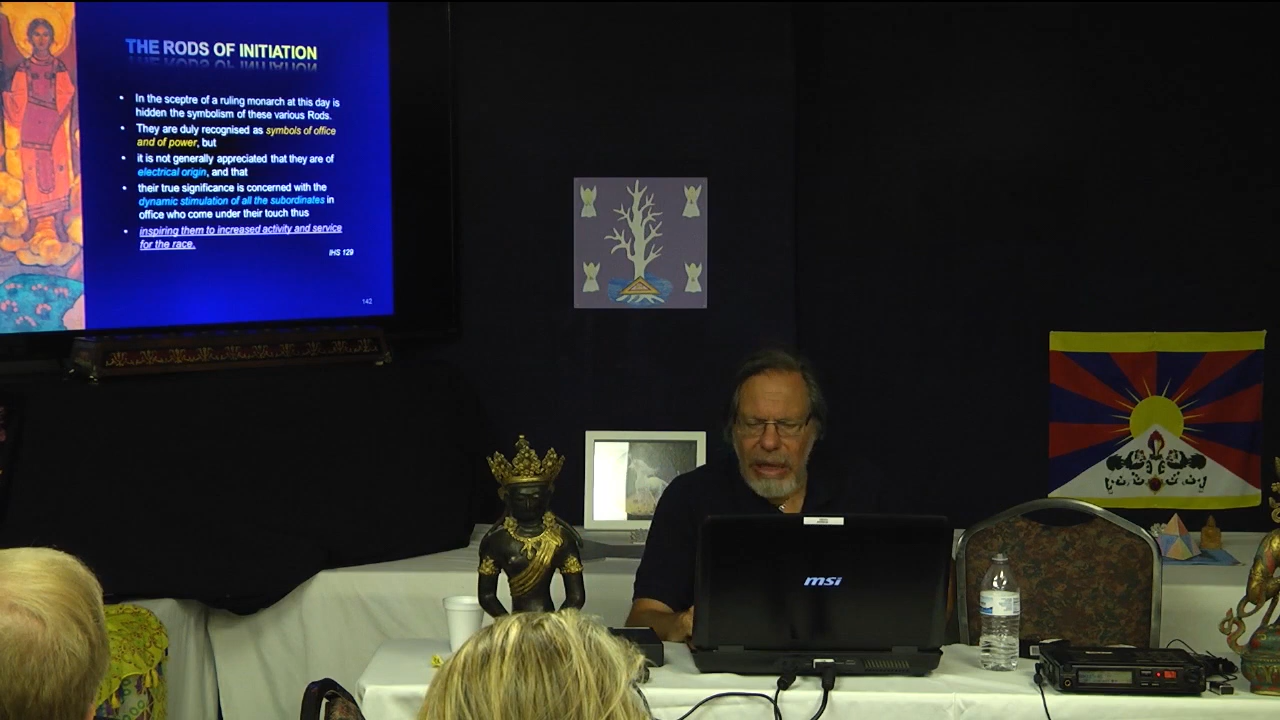 THE RODS OF INITIATION
• In the sceptre of a ruling monarch at this day is
hidden the symbolism of these various Rods.
• They are duly recognised as symbols of office
and of power, but
• it is not generally appreciated that they are of
electrical origin, and that
• their true significance is concerned with the
dynamic stimulation of all the subordinates in
office who come under their touch thus
• inspiring them to increased activity and service
for the race.
IHS 129
142
msi